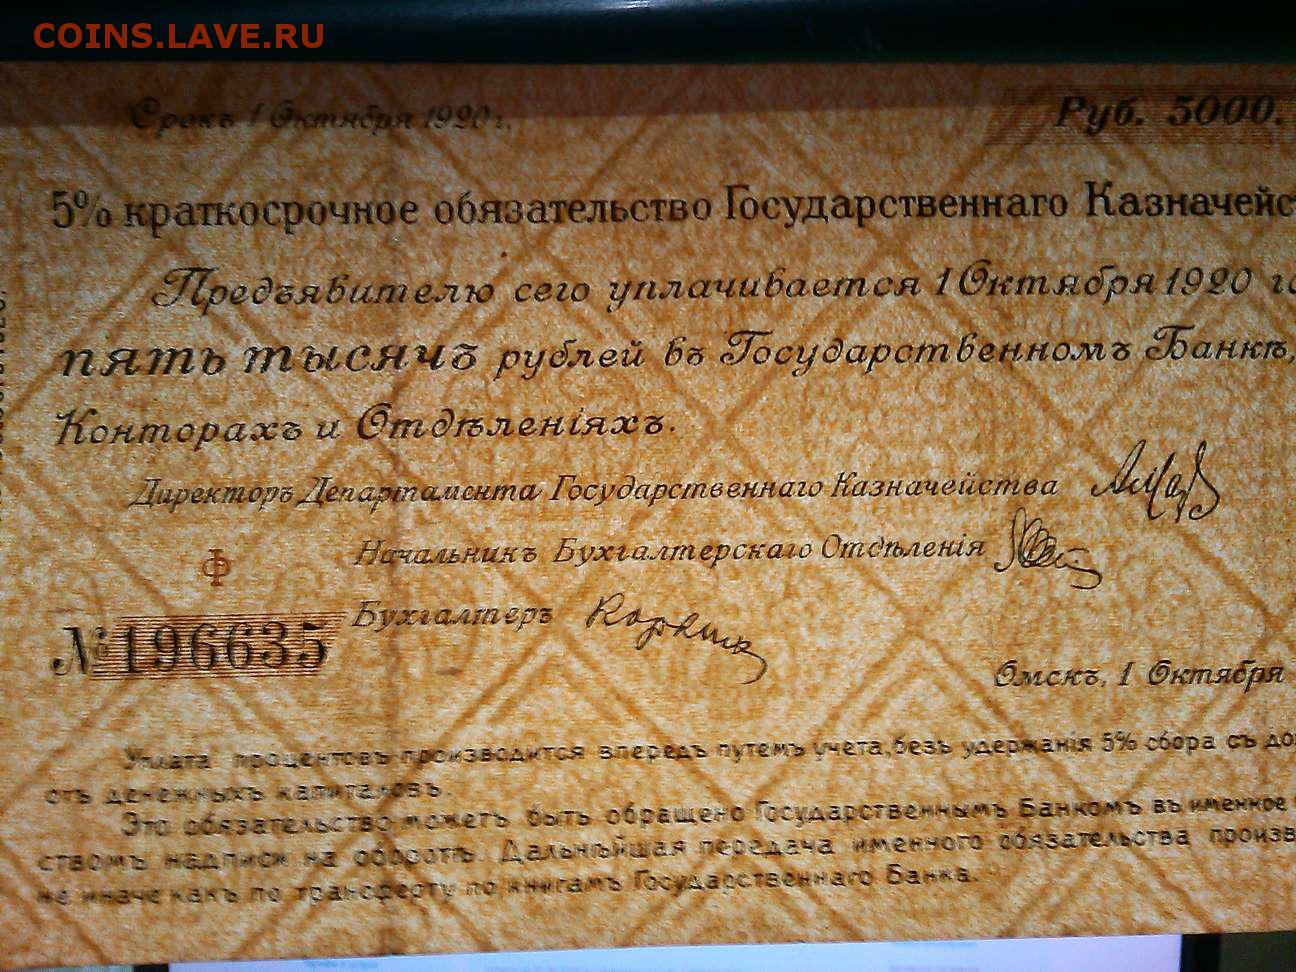 COINS.LAVE.RU
Срокъ 1 Октября 1920 г.
Руб. 5000.
5% краткосрочное обязательство Государственнаго Казначейс
Предъявителю сего уплачивается 1 Октября 1920 го
пять тысячъ рублей въ Государственномъ Банкѣ,
Конторахъ и Отдѣленіяхъ.
Директоръ Департамента Государственнаго Казначейства
Начальникъ Бухгалтерскаго Отдѣленія
Ф
Бухгалтеръ
№ 196635
Омскъ, 1 Октября
Уплата процентовъ производится впередъ путемъ учета, безъ удержанія 5% сбора съ до
отъ денежныхъ капиталовъ.
Это обязательство можетъ быть обращено Государственнымъ Банкомъ въ именное
ствомъ надписи на оборотѣ. Дальнѣйшая передача именного обязательства произв
не иначе какъ по трансферту по книгамъ Государственнаго Банка.